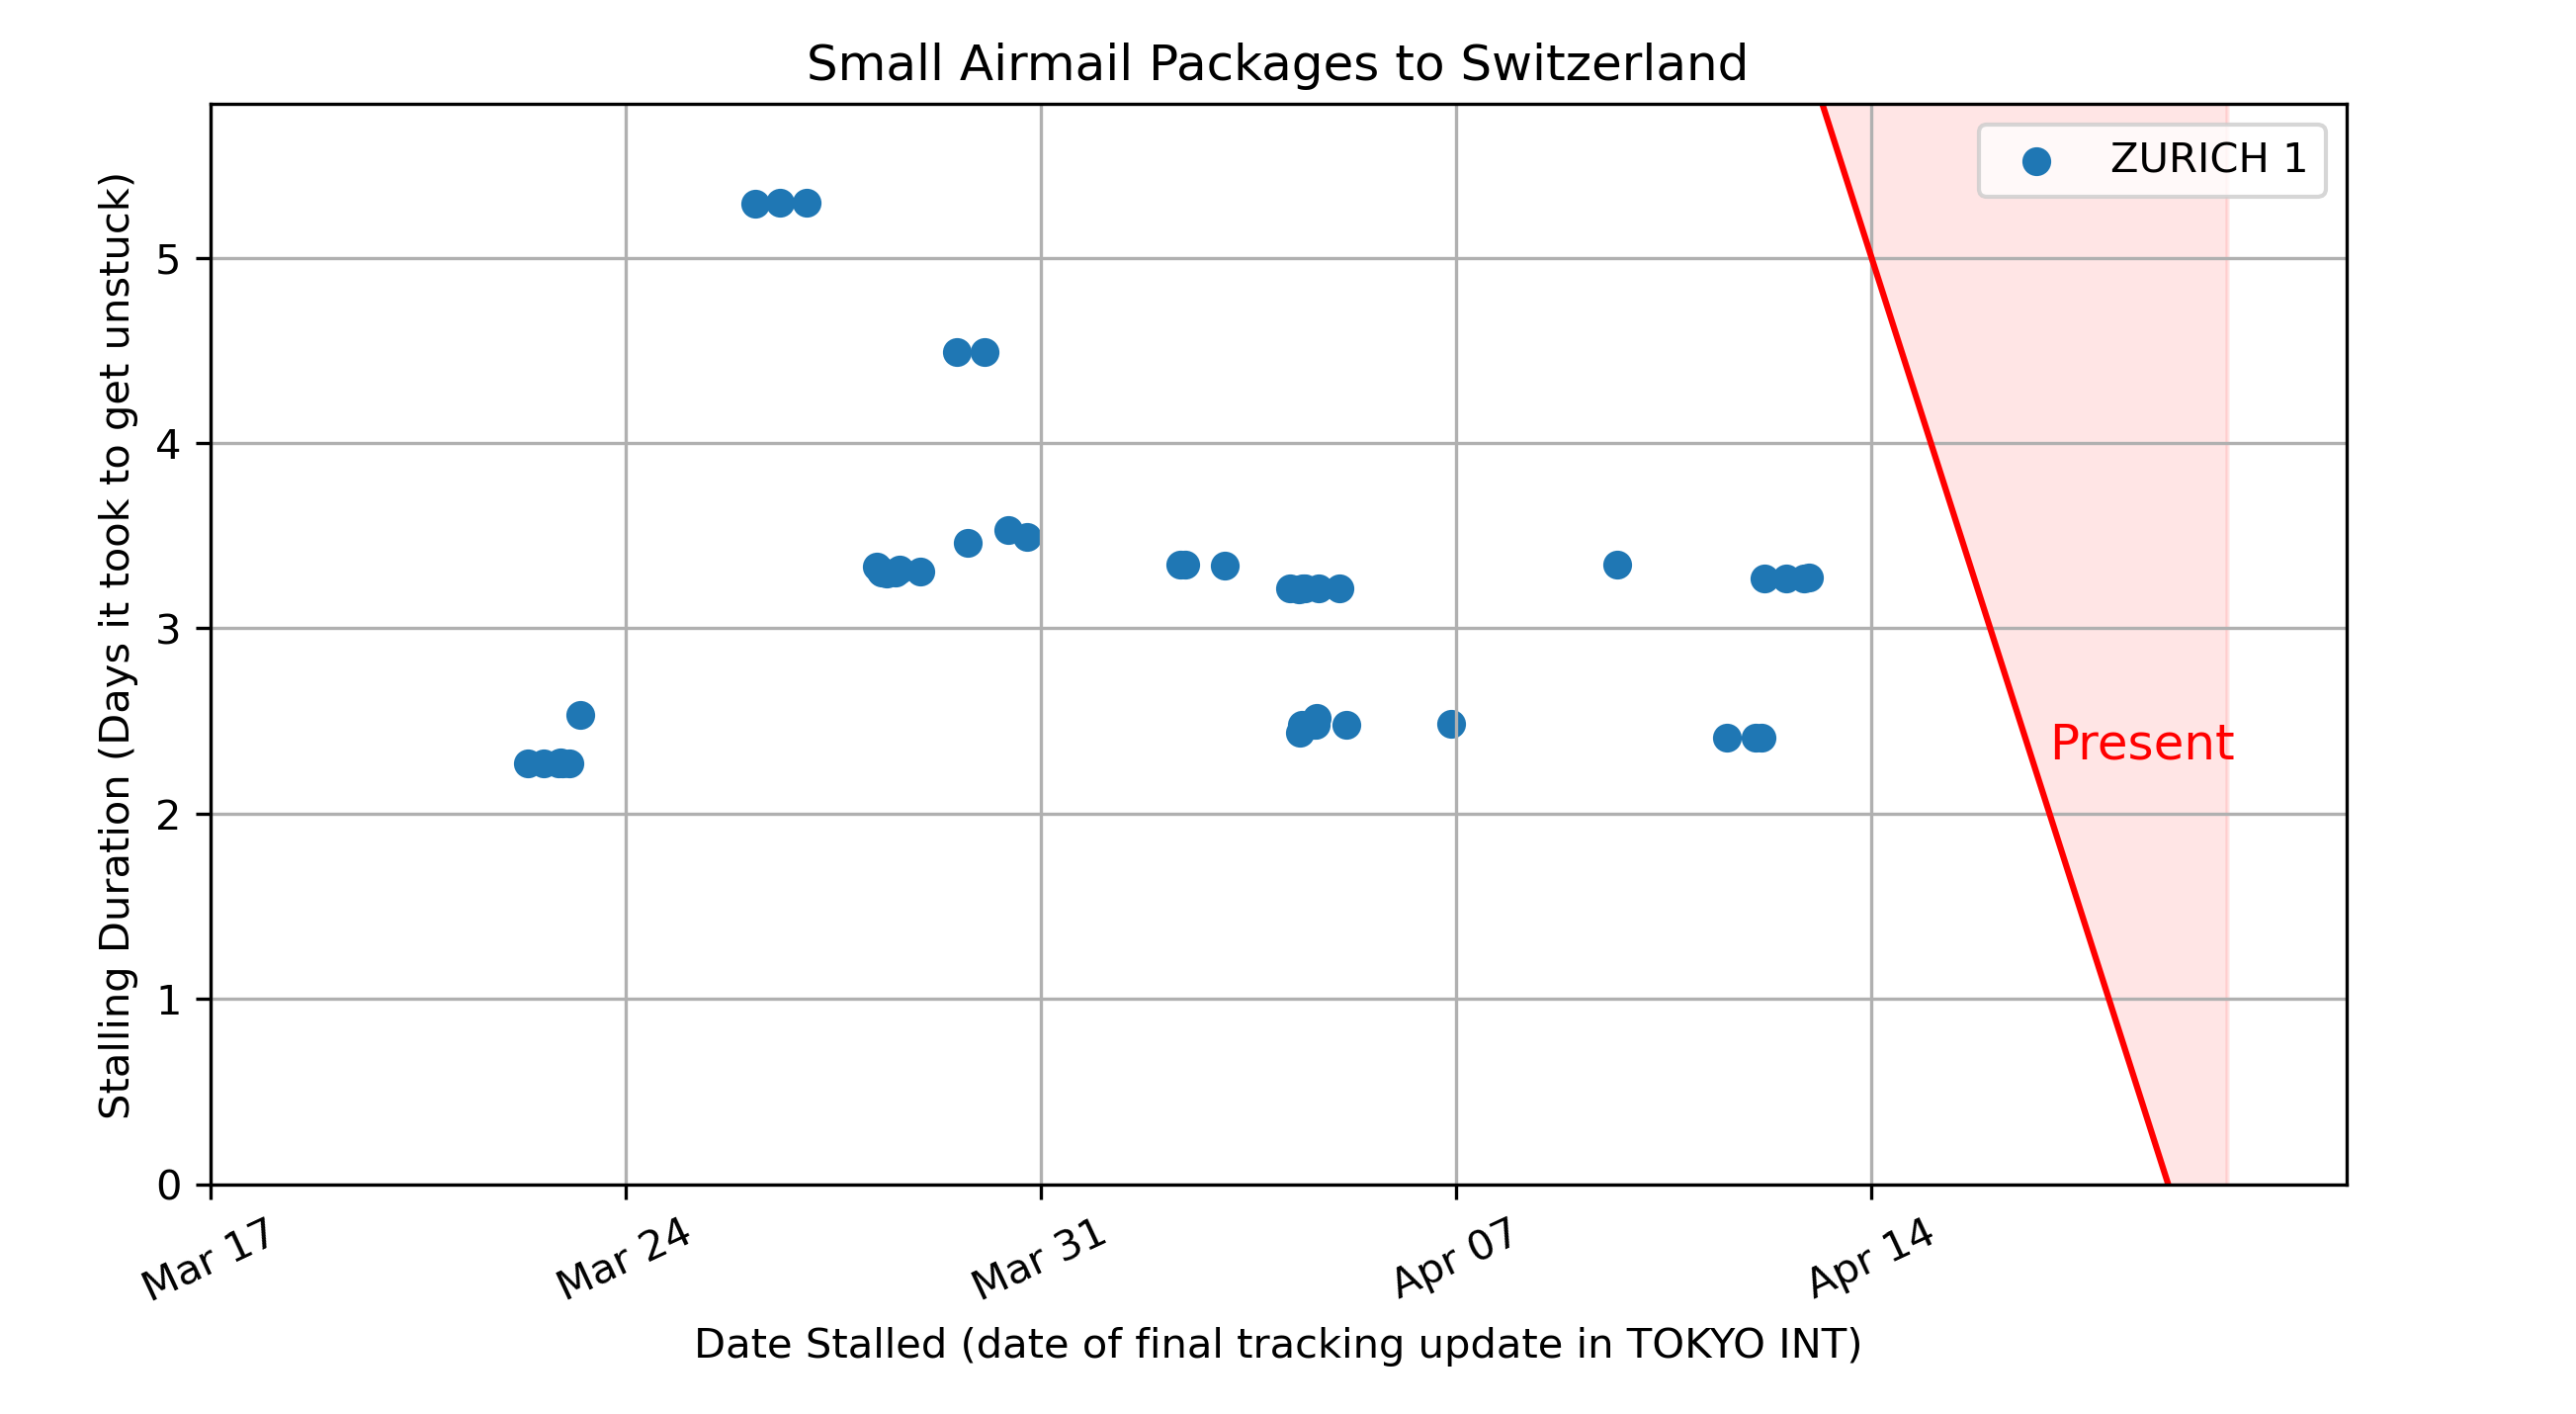 Small Airmail Packages to Switzerland
ZURICH 1
Stalling Duration (Days it took to get unstuck)
5
4
3
2
1
0
Present
Mar 17
Mar 24
Mar 31
Apr 07
Apr 14
Date Stalled (date of final tracking update in TOKYO INT)